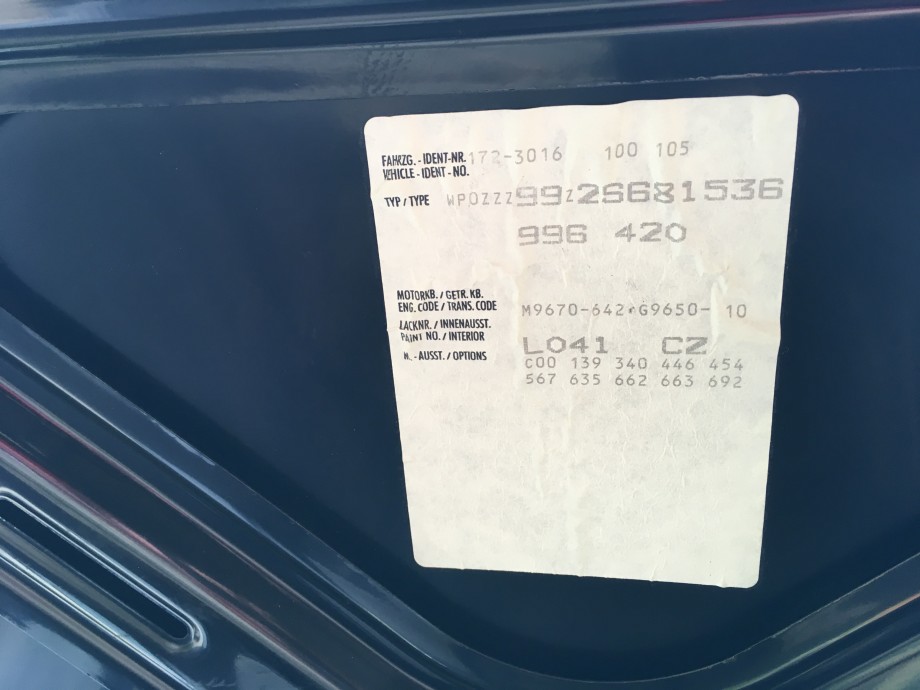 FAHRZG.-IDENT-NR. 172-3016 100 105
VEHICLE-IDENT-NO.
TYP/TYPE WPOZZZ99Z2S681536
996 420
MOTORKB./GETR.KB.
ENG.CODE/TRANS.CODE M9670-642 G9650- 10
LACKNR./INNENAUSST.
PAINT NO./INTERIOR L041 CZ
M.-AUSST./OPTIONS C00 139 340 446 454
567 635 662 663 692